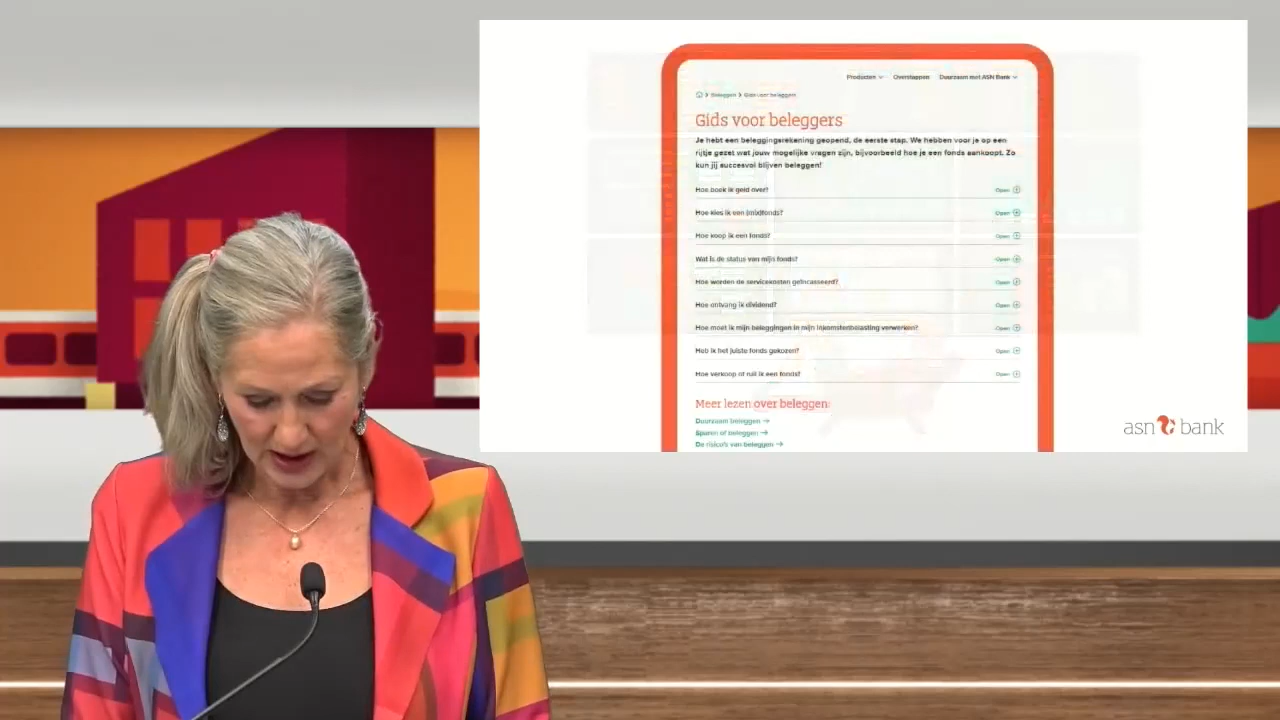 Producten Overstappen Duurzaam met ASN Bank
Beleggen > Gids voor beleggers
Gids voor beleggers
Je hebt een beleggingsrekening geopend, de eerste stap. We hebben voor je op een
rijtje gezet wat jouw mogelijke vragen zijn, bijvoorbeeld hoe je een fonds aankoopt. Zo
kun jij succesvol blijven beleggen!
Hoe boek ik geld over? Open
Hoe kies ik een (mix)fonds? Open
Hoe koop ik een fonds? Open
Wat is de status van mijn fonds? Open
Hoe worden de servicekosten geïncasseerd? Open
Hoe ontvang ik dividend? Open
Hoe moet ik mijn beleggingen in mijn inkomstenbelasting verwerken? Open
Heb ik het juiste fonds gekozen? Open
Hoe verkoop of ruil ik een fonds? Open
Meer lezen over beleggen
Duurzaam beleggen →
Sparen of beleggen →
De risico's van beleggen →
asn bank